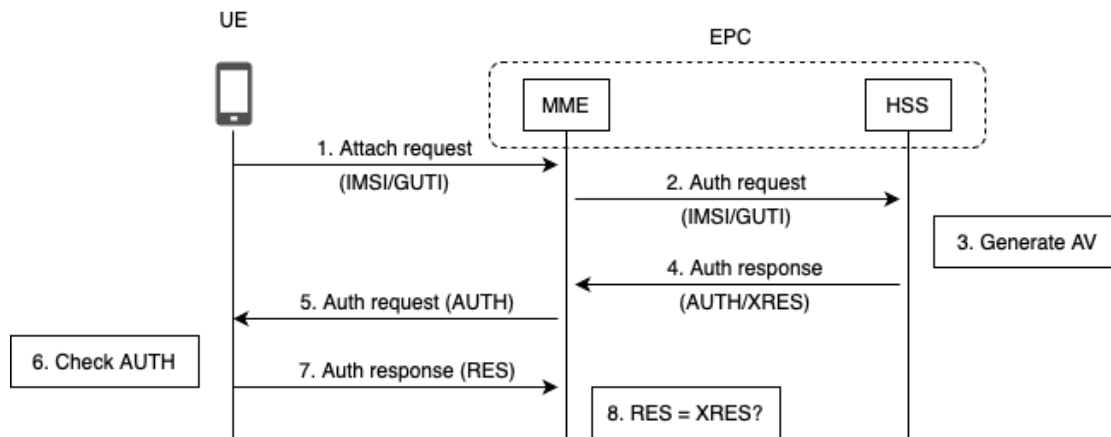 UE
EPC
MME
HSS
1. Attach request
(IMSI/GUTI)
2. Auth request
(IMSI/GUTI)
3. Generate AV
4. Auth response
(AUTH/XRES)
5. Auth request (AUTH)
6. Check AUTH
7. Auth response (RES)
8. RES = XRES?